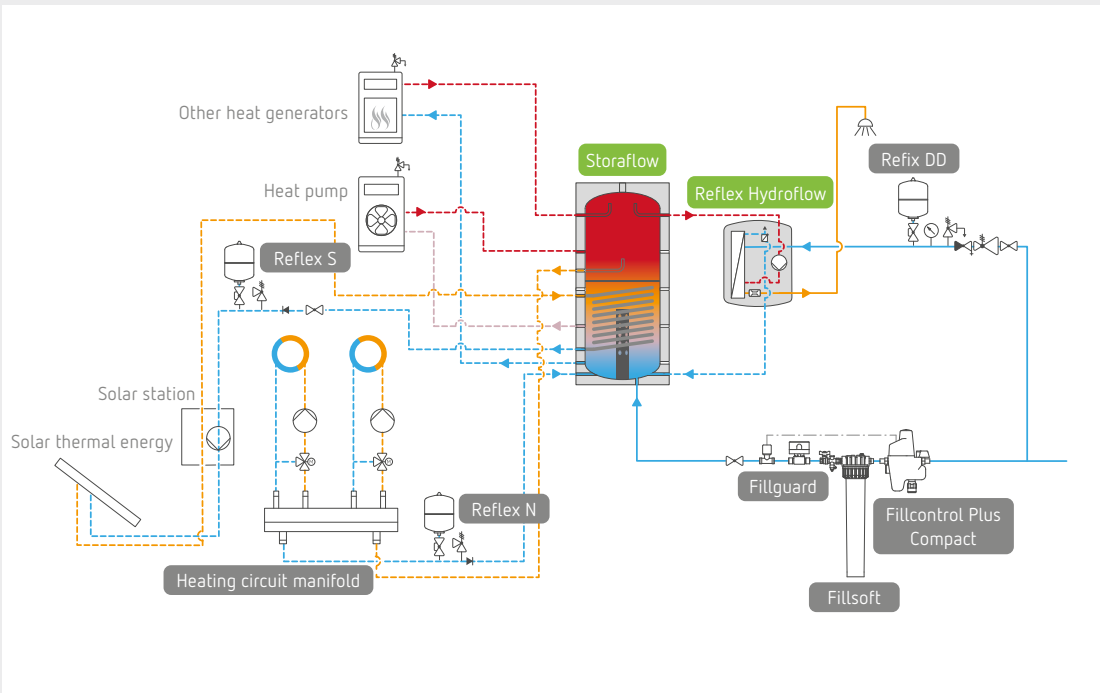 Other heat generators
Storaflow
Refix DD
Heat pump
Reflex Hydroflow
Reflex S
Solar station
Solar thermal energy
Fillguard
Reflex N
Fillcontrol Plus
Compact
Heating circuit manifold
Fillsoft